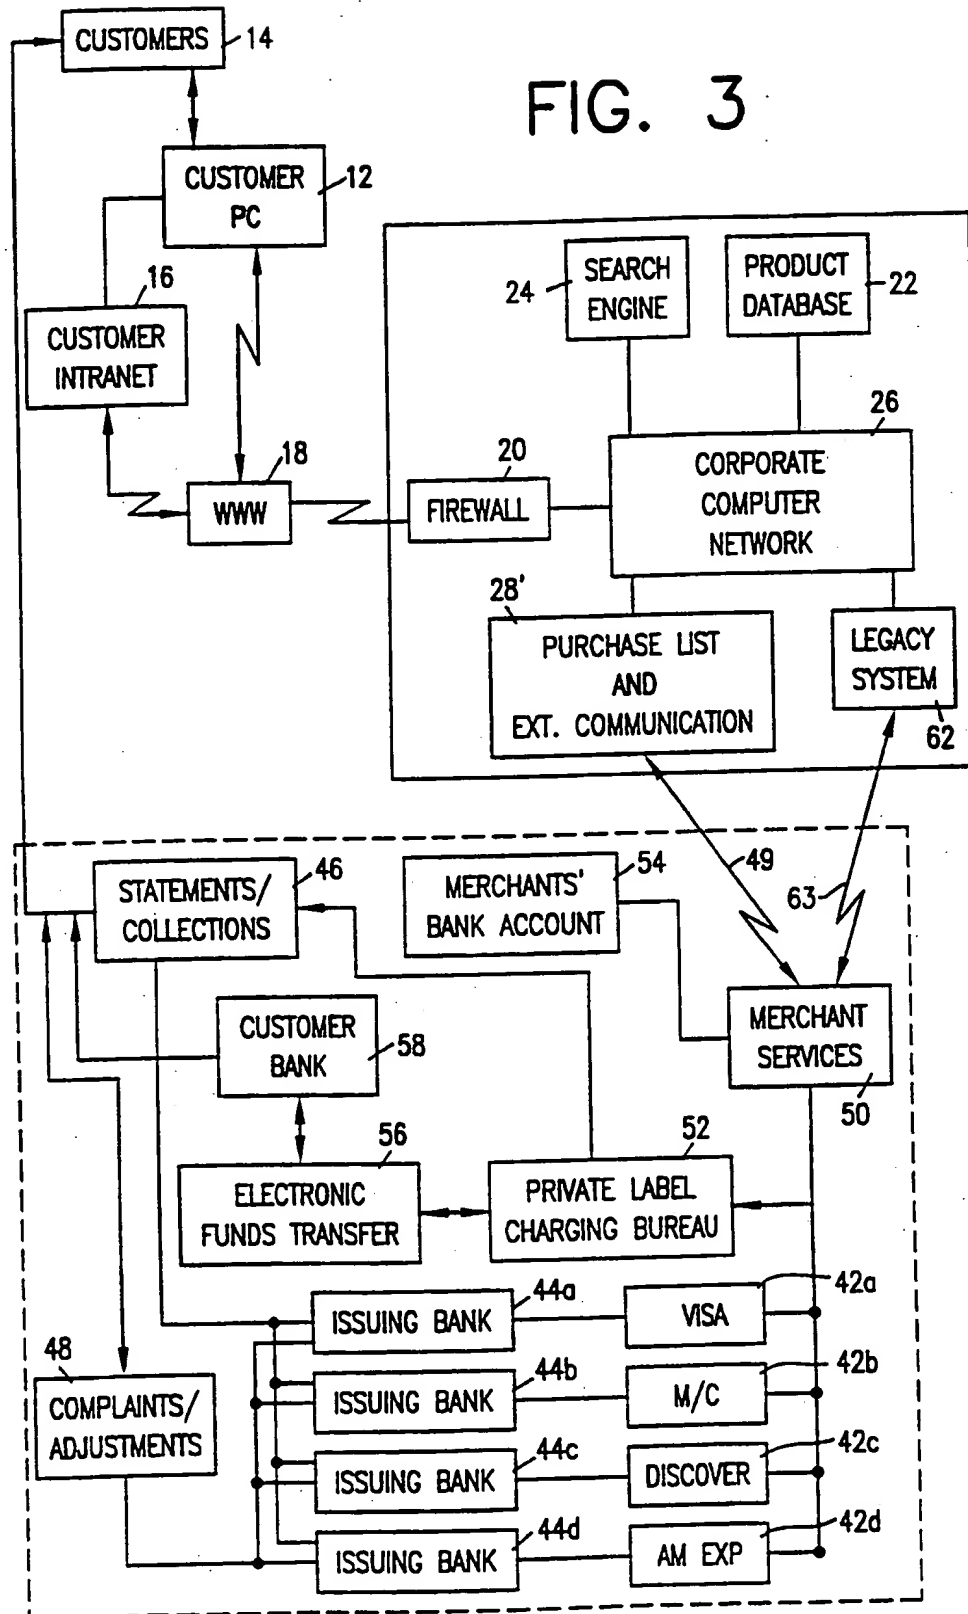 CUSTOMERS
14
FIG. 3
CUSTOMER
PC
12
16
CUSTOMER
INTRANET
18
WWW
24
SEARCH
ENGINE
PRODUCT
DATABASE
22
26
CORPORATE
COMPUTER
NETWORK
20
FIREWALL
28'
PURCHASE LIST
AND
EXT. COMMUNICATION
LEGACY
SYSTEM
62
49
63
STATEMENTS/
COLLECTIONS
46
MERCHANTS'
BANK ACCOUNT
54
MERCHANT
SERVICES
50
CUSTOMER
BANK
58
56
ELECTRONIC
FUNDS TRANSFER
52
PRIVATE LABEL
CHARGING BUREAU
ISSUING BANK
44a
VISA
42a
ISSUING BANK
44b
M/C
42b
48
COMPLAINTS/
ADJUSTMENTS
ISSUING BANK
44c
DISCOVER
42c
ISSUING BANK
44d
AM EXP
42d